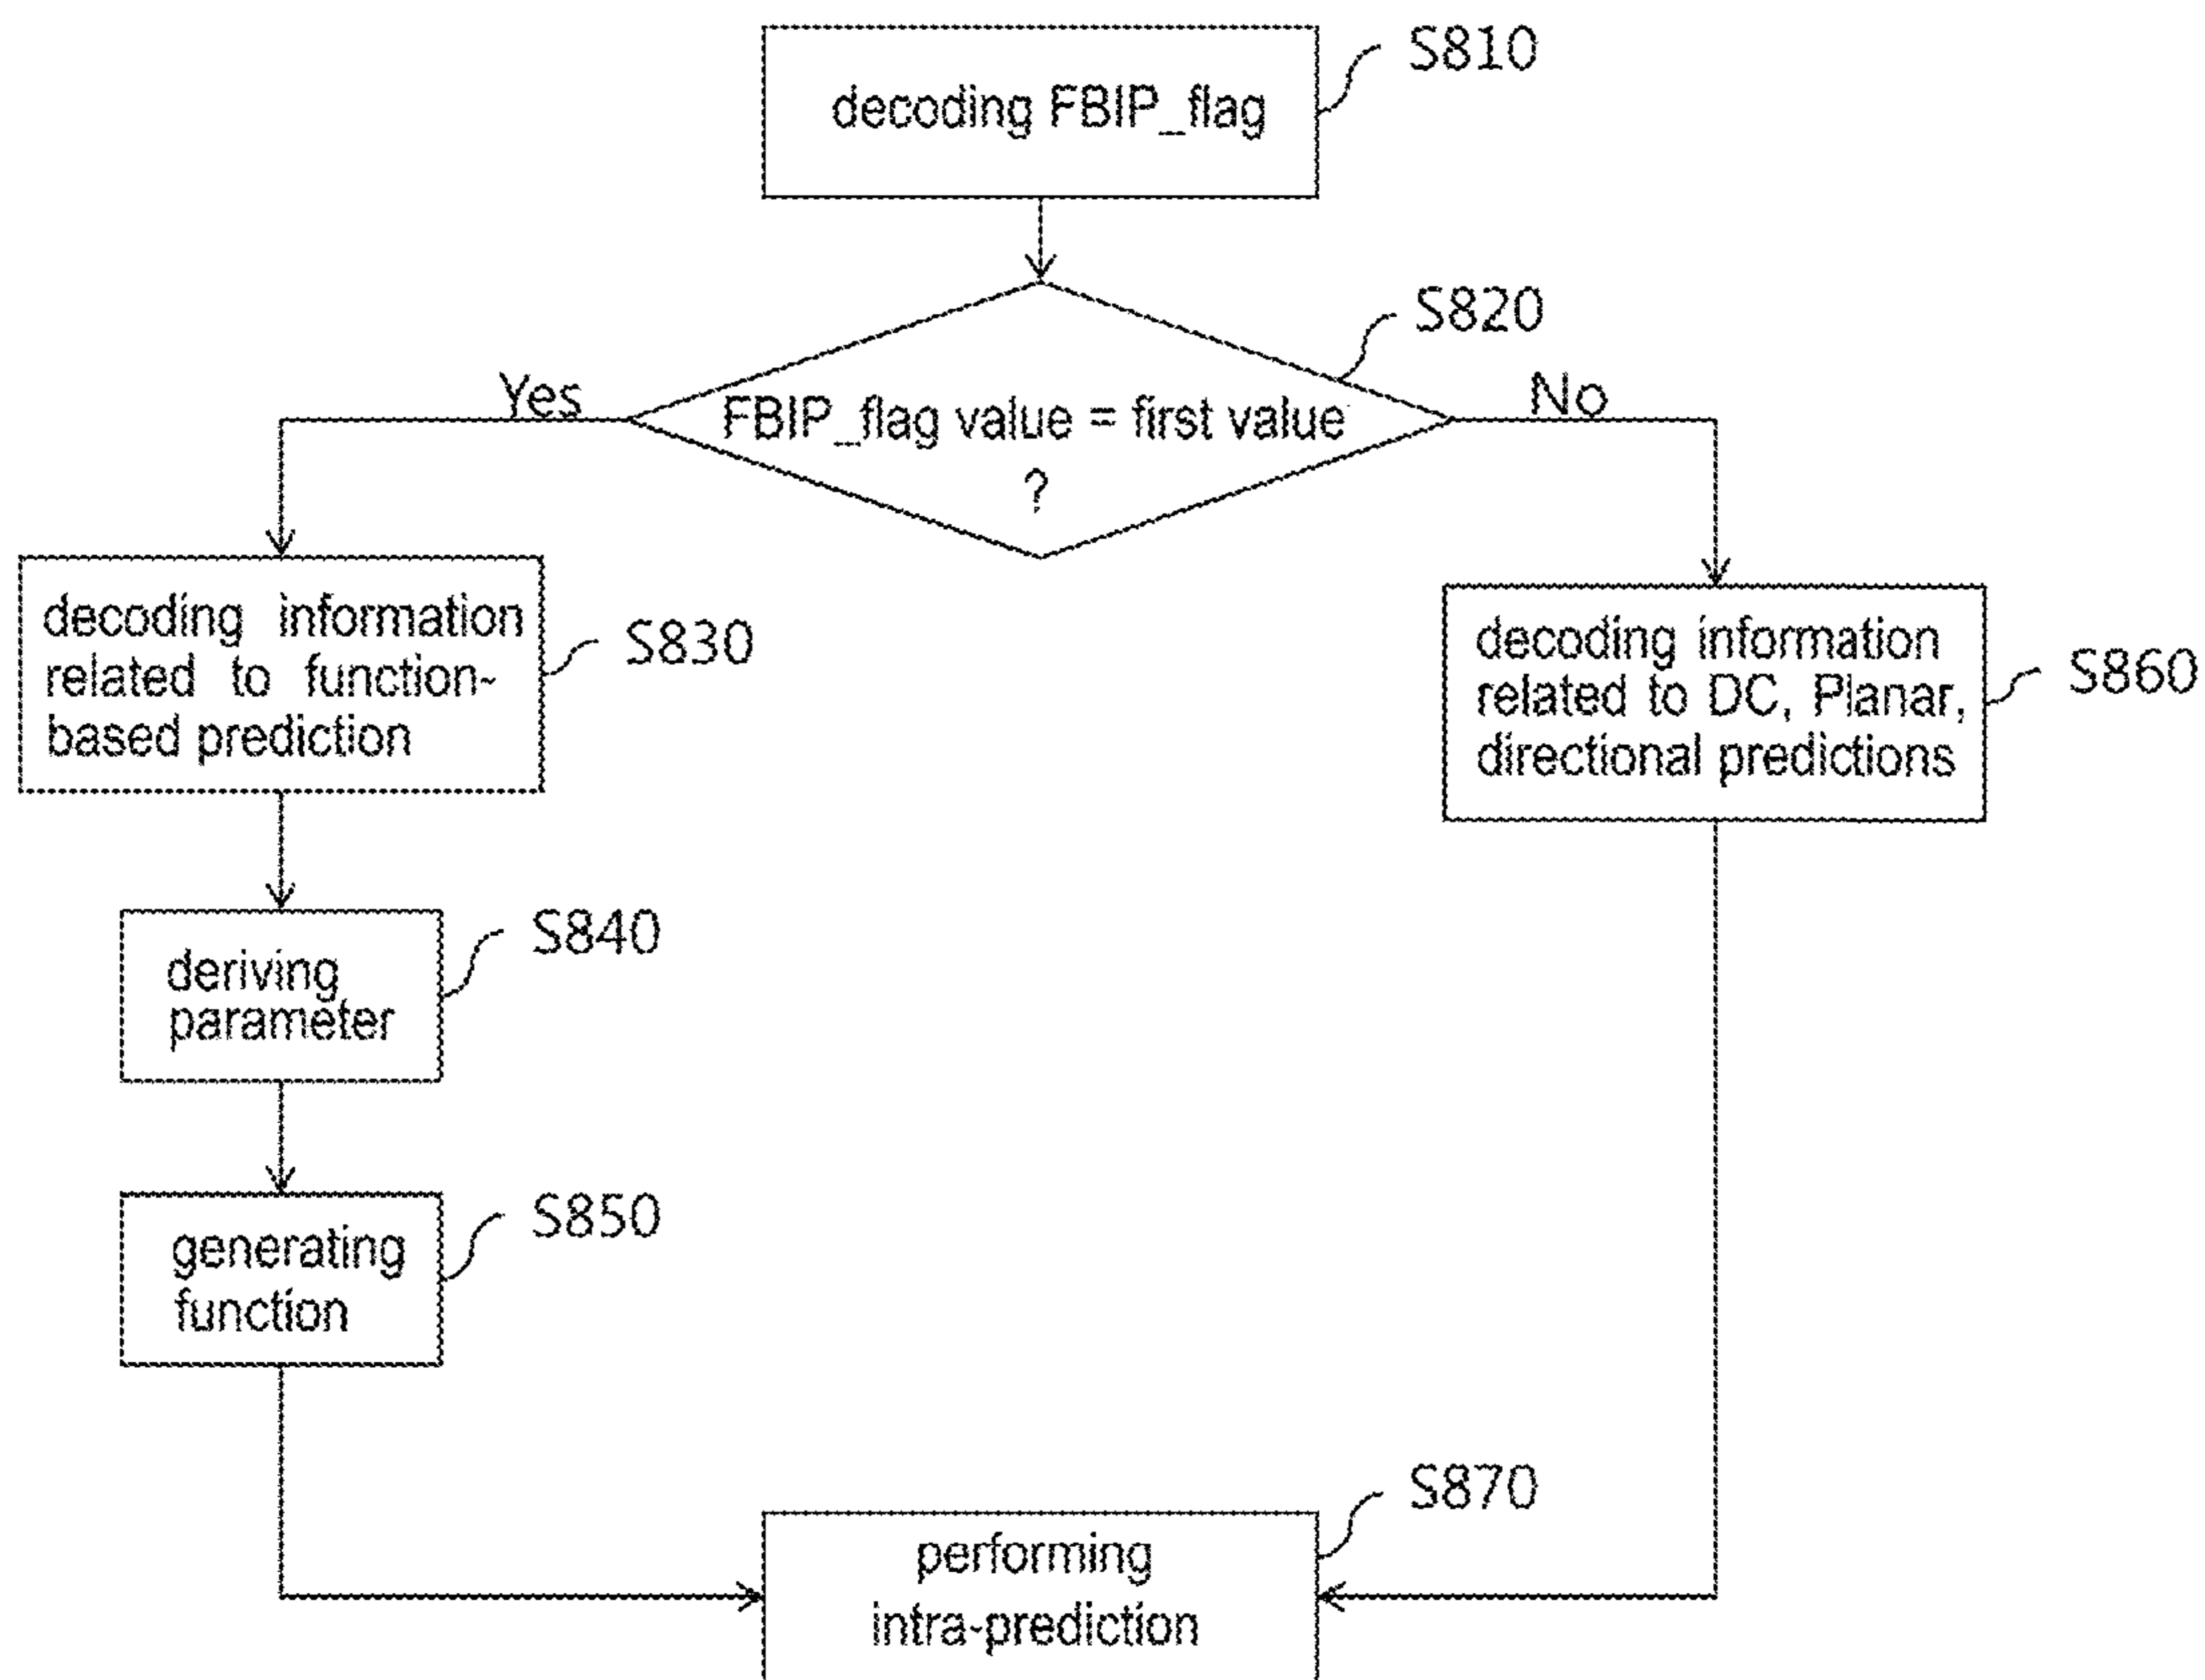 S810
decoding FBIP_flag
S820
Yes
No
FBIP_flag value = first value
?
decoding information
related to function-
based prediction
S830
decoding information
related to DC, Planar,
directional predictions
S860
deriving
parameter
S840
generating
function
S850
S870
performing
intra-prediction